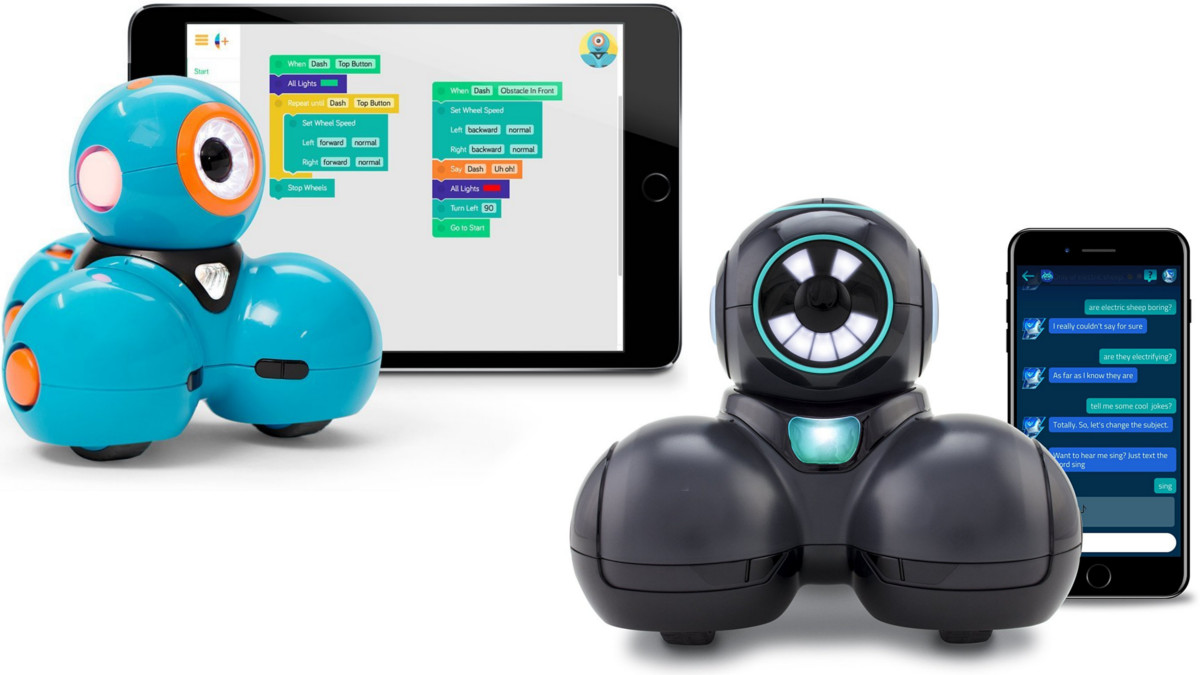 Start
When Dash Top Button
All Lights
Repeat until Dash Top Button
Set Wheel Speed
Left forward normal
Right forward normal
Stop Wheels
When Dash Obstacle In Front
Set Wheel Speed
Left backward normal
Right backward normal
Say Dash Uh oh!
All Lights
Turn Left 90
Go to Start
are electric sheep boring?
I really couldn't say for sure
are they electrifying?
As far as I know they are
tell me some cool jokes?
Totally. So, let's change the subject.
Want to hear me sing? Just text the
ord sing
sing